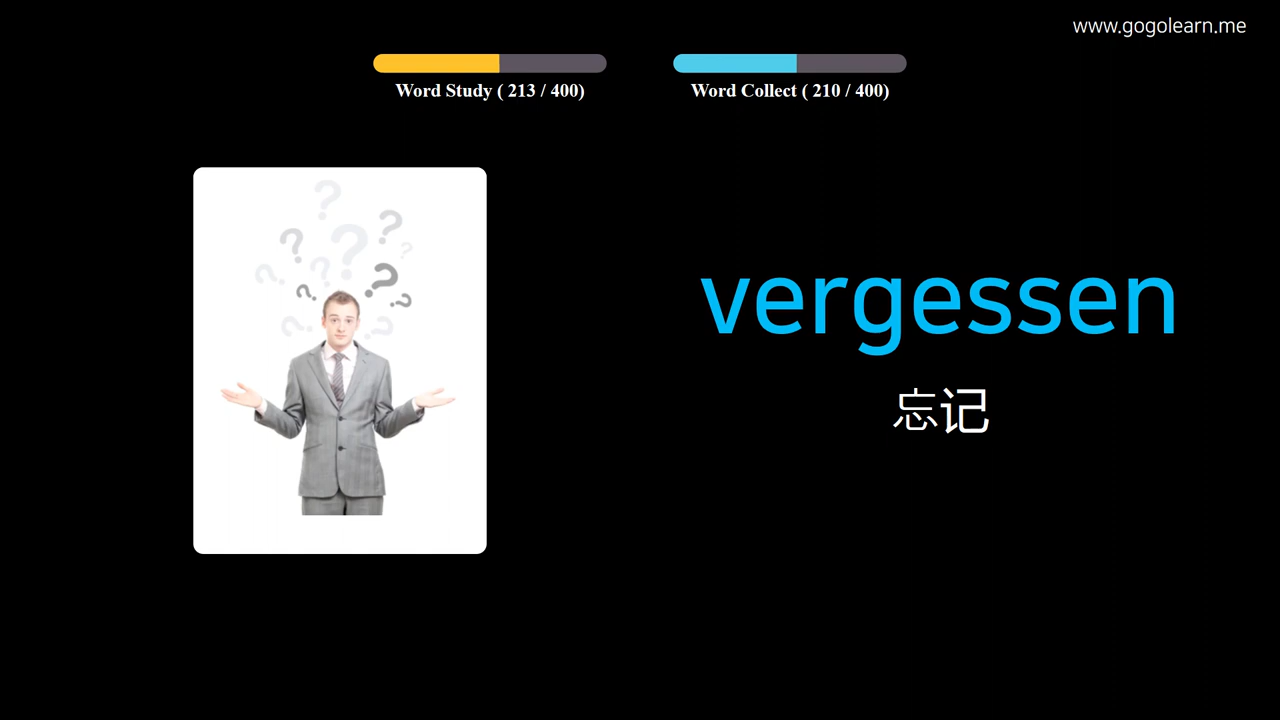 www.gogolearn.me
Word Study ( 213 / 400)
Word Collect ( 210 / 400)
vergessen
忘记